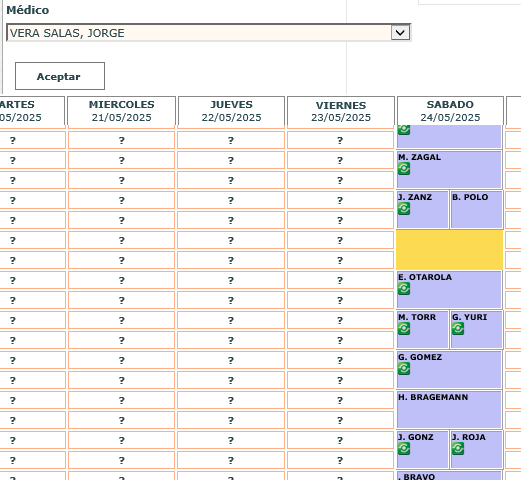 Médico
VERA SALAS, JORGE
Aceptar
ARTES MIERCOLES JUEVES VIERNES SABADO
05/2025 21/05/2025 22/05/2025 23/05/2025 24/05/2025
? ? ? ?
? ? ? ? M. ZAGAL
? ? ? ?
? ? ? ? J. ZANZ B. POLO
? ? ? ?
? ? ? ?
? ? ? ?
? ? ? ? E. OTAROLA
? ? ? ?
? ? ? ? M. TORR G. YURI
? ? ? ?
? ? ? ? G. GOMEZ
? ? ? ?
? ? ? ? H. BRAGEMANN
? ? ? ?
? ? ? ? J. GONZ J. ROJA
? ? ? ?
? ? ? ? . BRAVO